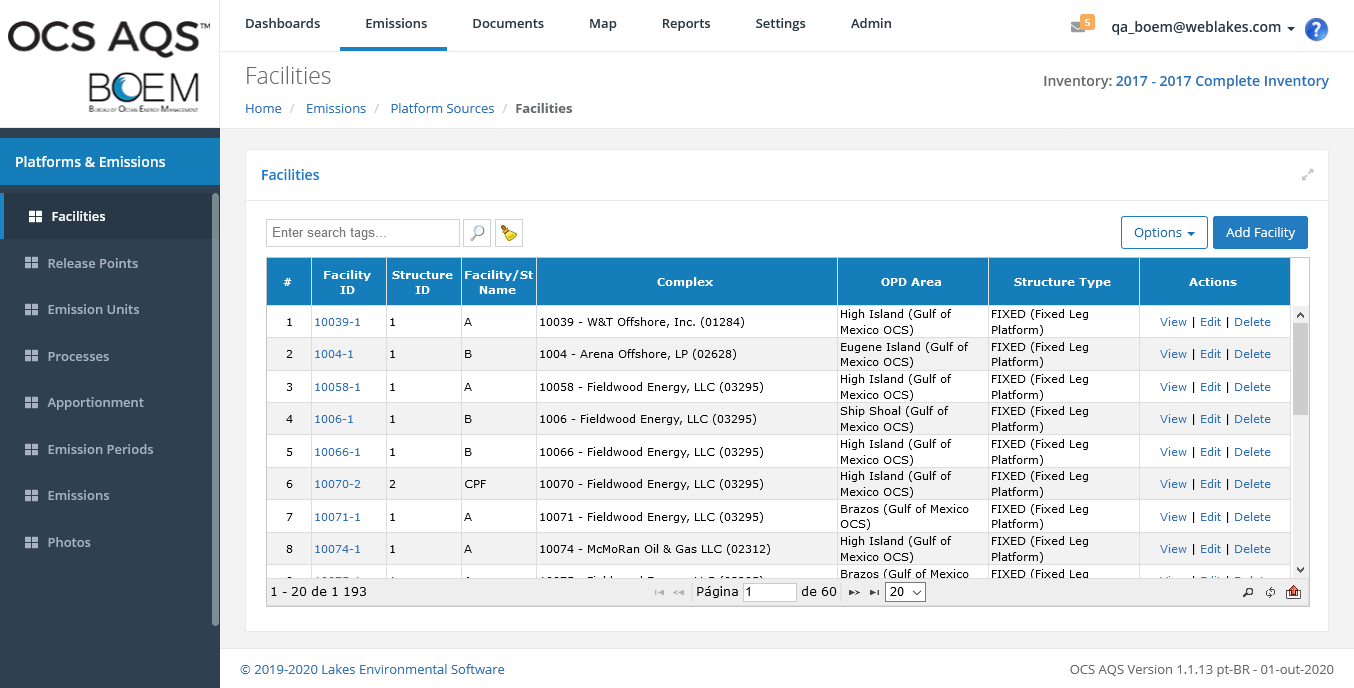 OCS AQS™
BOEM
BUREAU OF OCEAN ENERGY MANAGEMENT
Dashboards Emissions Documents Map Reports Settings Admin
5 qa_boem@weblakes.com ?
Facilities
Inventory: 2017 - 2017 Complete Inventory
Home / Emissions / Platform Sources / Facilities
Platforms & Emissions
Facilities
Release Points
Emission Units
Processes
Apportionment
Emission Periods
Emissions
Photos
Facilities
Enter search tags...
Options Add Facility
# Facility ID Structure ID Facility/St Name Complex OPD Area Structure Type Actions
1 10039-1 1 A 10039 - W&T Offshore, Inc. (01284) High Island (Gulf of Mexico OCS) FIXED (Fixed Leg Platform) View | Edit | Delete
2 1004-1 1 B 1004 - Arena Offshore, LP (02628) Eugene Island (Gulf of Mexico OCS) FIXED (Fixed Leg Platform) View | Edit | Delete
3 10058-1 1 A 10058 - Fieldwood Energy, LLC (03295) High Island (Gulf of Mexico OCS) FIXED (Fixed Leg Platform) View | Edit | Delete
4 1006-1 1 B 1006 - Fieldwood Energy, LLC (03295) Ship Shoal (Gulf of Mexico OCS) FIXED (Fixed Leg Platform) View | Edit | Delete
5 10066-1 1 B 10066 - Fieldwood Energy, LLC (03295) High Island (Gulf of Mexico OCS) FIXED (Fixed Leg Platform) View | Edit | Delete
6 10070-2 2 CPF 10070 - Fieldwood Energy, LLC (03295) High Island (Gulf of Mexico OCS) FIXED (Fixed Leg Platform) View | Edit | Delete
7 10071-1 1 A 10071 - Fieldwood Energy, LLC (03295) Brazos (Gulf of Mexico OCS) FIXED (Fixed Leg Platform) View | Edit | Delete
8 10074-1 1 A 10074 - McMoRan Oil & Gas LLC (02312) High Island (Gulf of Mexico OCS) FIXED (Fixed Leg Platform) View | Edit | Delete
Brazos (Gulf of Mexico FIXED (Fixed Leg
1 - 20 de 1 193 Página 1 de 60 20
© 2019-2020 Lakes Environmental Software
OCS AQS Version 1.1.13 pt-BR - 01-out-2020